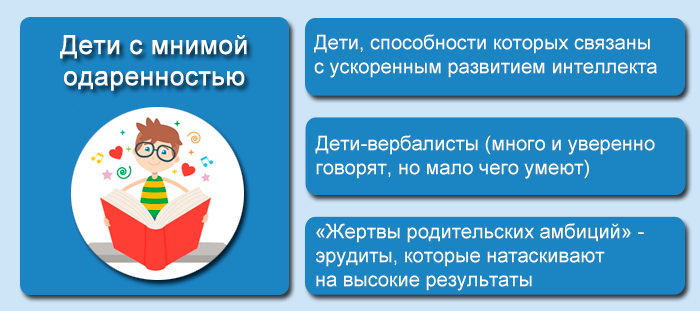 Дети с мнимой
одаренностью
Дети, способности которых связаны
с ускоренным развитием интеллекта
Дети-вербалисты (много и уверенно
говорят, но мало чего умеют)
«Жертвы родительских амбиций» -
эрудиты, которые натаскивают
на высокие результаты